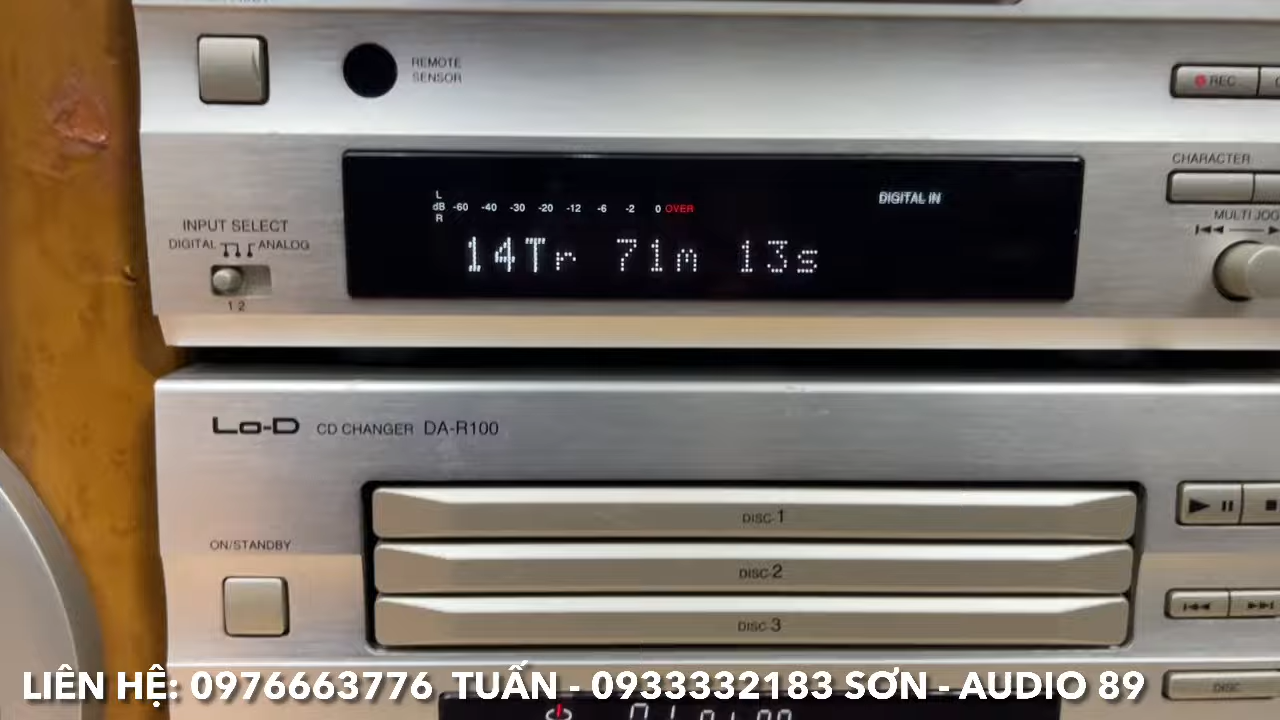 REMOTE
SENSOR
REC
CHARACTER
L
dB -60 -40 -30 -20 -12 -6 -2 0 OVER
R
DIGITAL IN
14Tr 71m 13s
INPUT SELECT
DIGITAL ANALOG
1 2
MULTI JOG
Lo-D CD CHANGER DA-R100
DISC-1
ON/STANDBY
DISC-2
DISC-3
DISC
LIÊN HỆ: 0976663776 TUẤN - 0933332183 SƠN - AUDIO 89